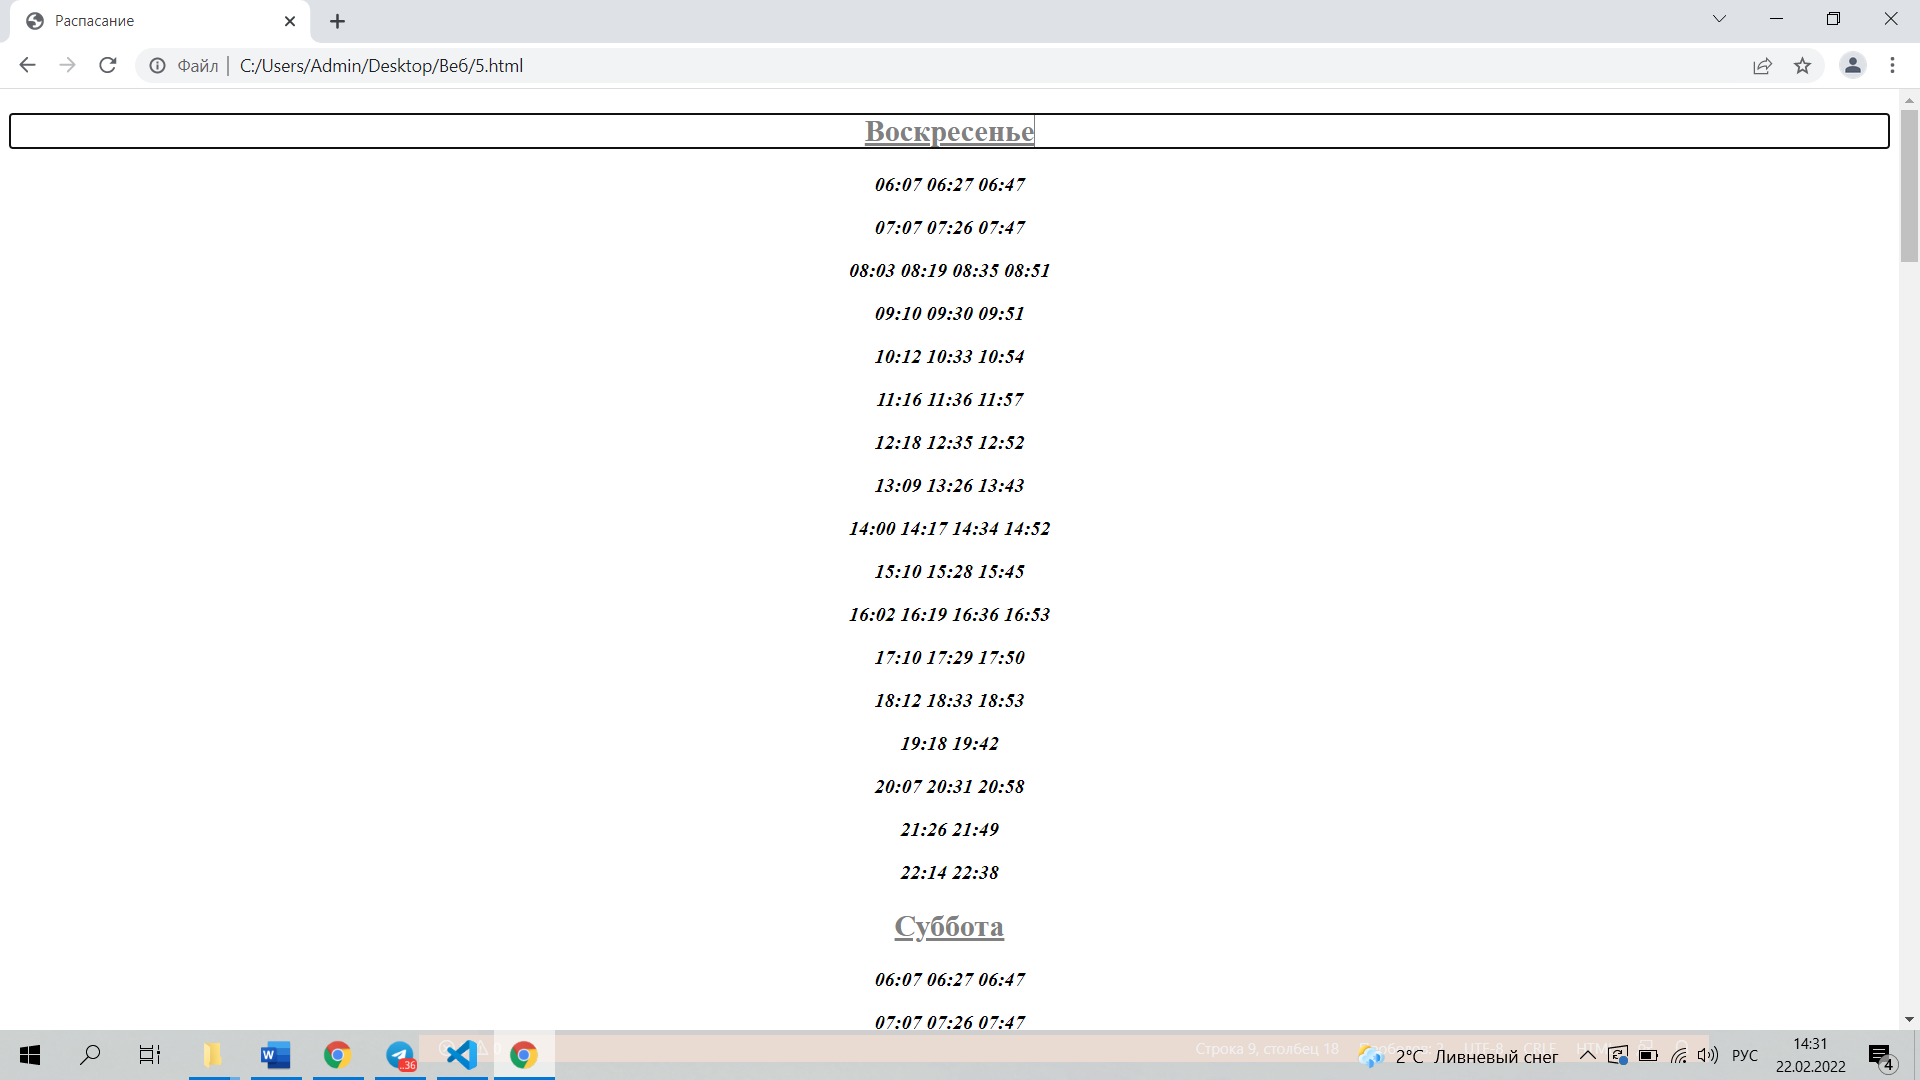 Распасание
Файл
C:/Users/Admin/Desktop/Веб/5.html
Воскресенье
06:07 06:27 06:47
07:07 07:26 07:47
08:03 08:19 08:35 08:51
09:10 09:30 09:51
10:12 10:33 10:54
11:16 11:36 11:57
12:18 12:35 12:52
13:09 13:26 13:43
14:00 14:17 14:34 14:52
15:10 15:28 15:45
16:02 16:19 16:36 16:53
17:10 17:29 17:50
18:12 18:33 18:53
19:18 19:42
20:07 20:31 20:58
21:26 21:49
22:14 22:38
Суббота
06:07 06:27 06:47
07:07 07:26 07:47
..36
Строка 9, столбец 18
UTF-8
CRLF
2°C Ливневый снег
РУС
14:31
22.02.2022
4